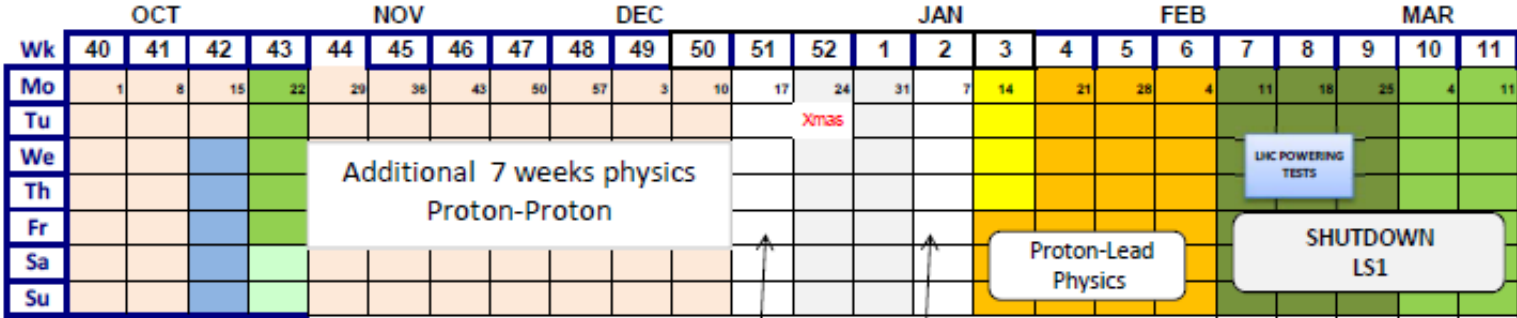 OCT NOV DEC JAN FEB MAR
Wk 40 41 42 43 44 45 46 47 48 49 50 51 52 1 2 3 4 5 6 7 8 9 10 11
Mo 1 8 15 22 29 36 43 50 57 3 10 17 24 31 7 14 21 28 4 11 18 25 4 11
Tu Xmas
We
Th
Fr
Sa
Su
Additional 7 weeks physics
Proton-Proton
LHC POWERING
TESTS
Proton-Lead
Physics
SHUTDOWN
LS1